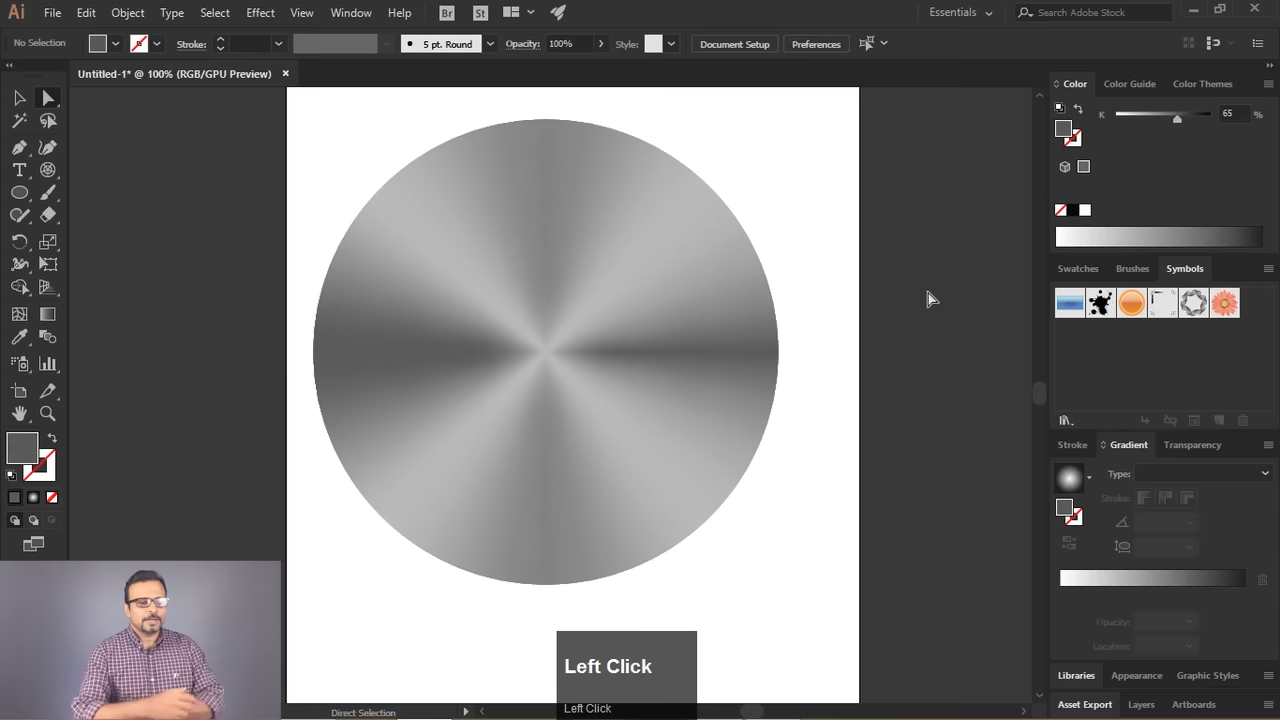 Ai File Edit Object Type Select Effect View Window Help Br St Essentials Search Adobe Stock
No Selection Stroke: 5 pt. Round Opacity: 100% Style: Document Setup Preferences
Untitled-1* @ 100% (RGB/GPU Preview)
Color Color Guide Color Themes
K 65 %
Swatches Brushes Symbols
Stroke Gradient Transparency
Type:
Stroke:
Opacity:
Location:
Left Click
Left Click
Libraries Appearance Graphic Styles
Asset Export Layers Artboards
Direct Selection